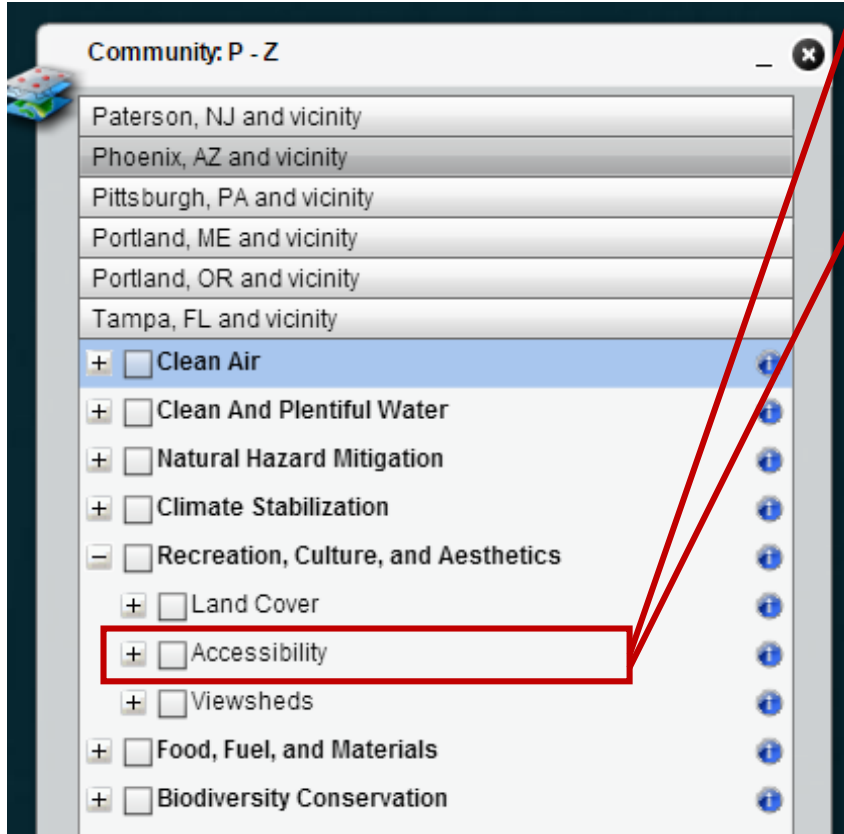 Community: P - Z
Paterson, NJ and vicinity
Phoenix, AZ and vicinity
Pittsburgh, PA and vicinity
Portland, ME and vicinity
Portland, OR and vicinity
Tampa, FL and vicinity
Clean Air
Clean And Plentiful Water
Natural Hazard Mitigation
Climate Stabilization
Recreation, Culture, and Aesthetics
Land Cover
Accessibility
Viewsheds
Food, Fuel, and Materials
Biodiversity Conservation